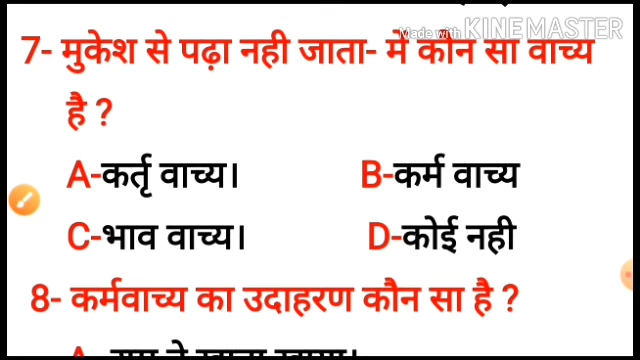 Made with KINEMASTER
7- मुकेश से पढ़ा नही जाता- में कौन सा वाच्य
है ?
A-कर्तृ वाच्य। B-कर्म वाच्य
C-भाव वाच्य। D-कोई नही
8- कर्मवाच्य का उदाहरण कौन सा है ?